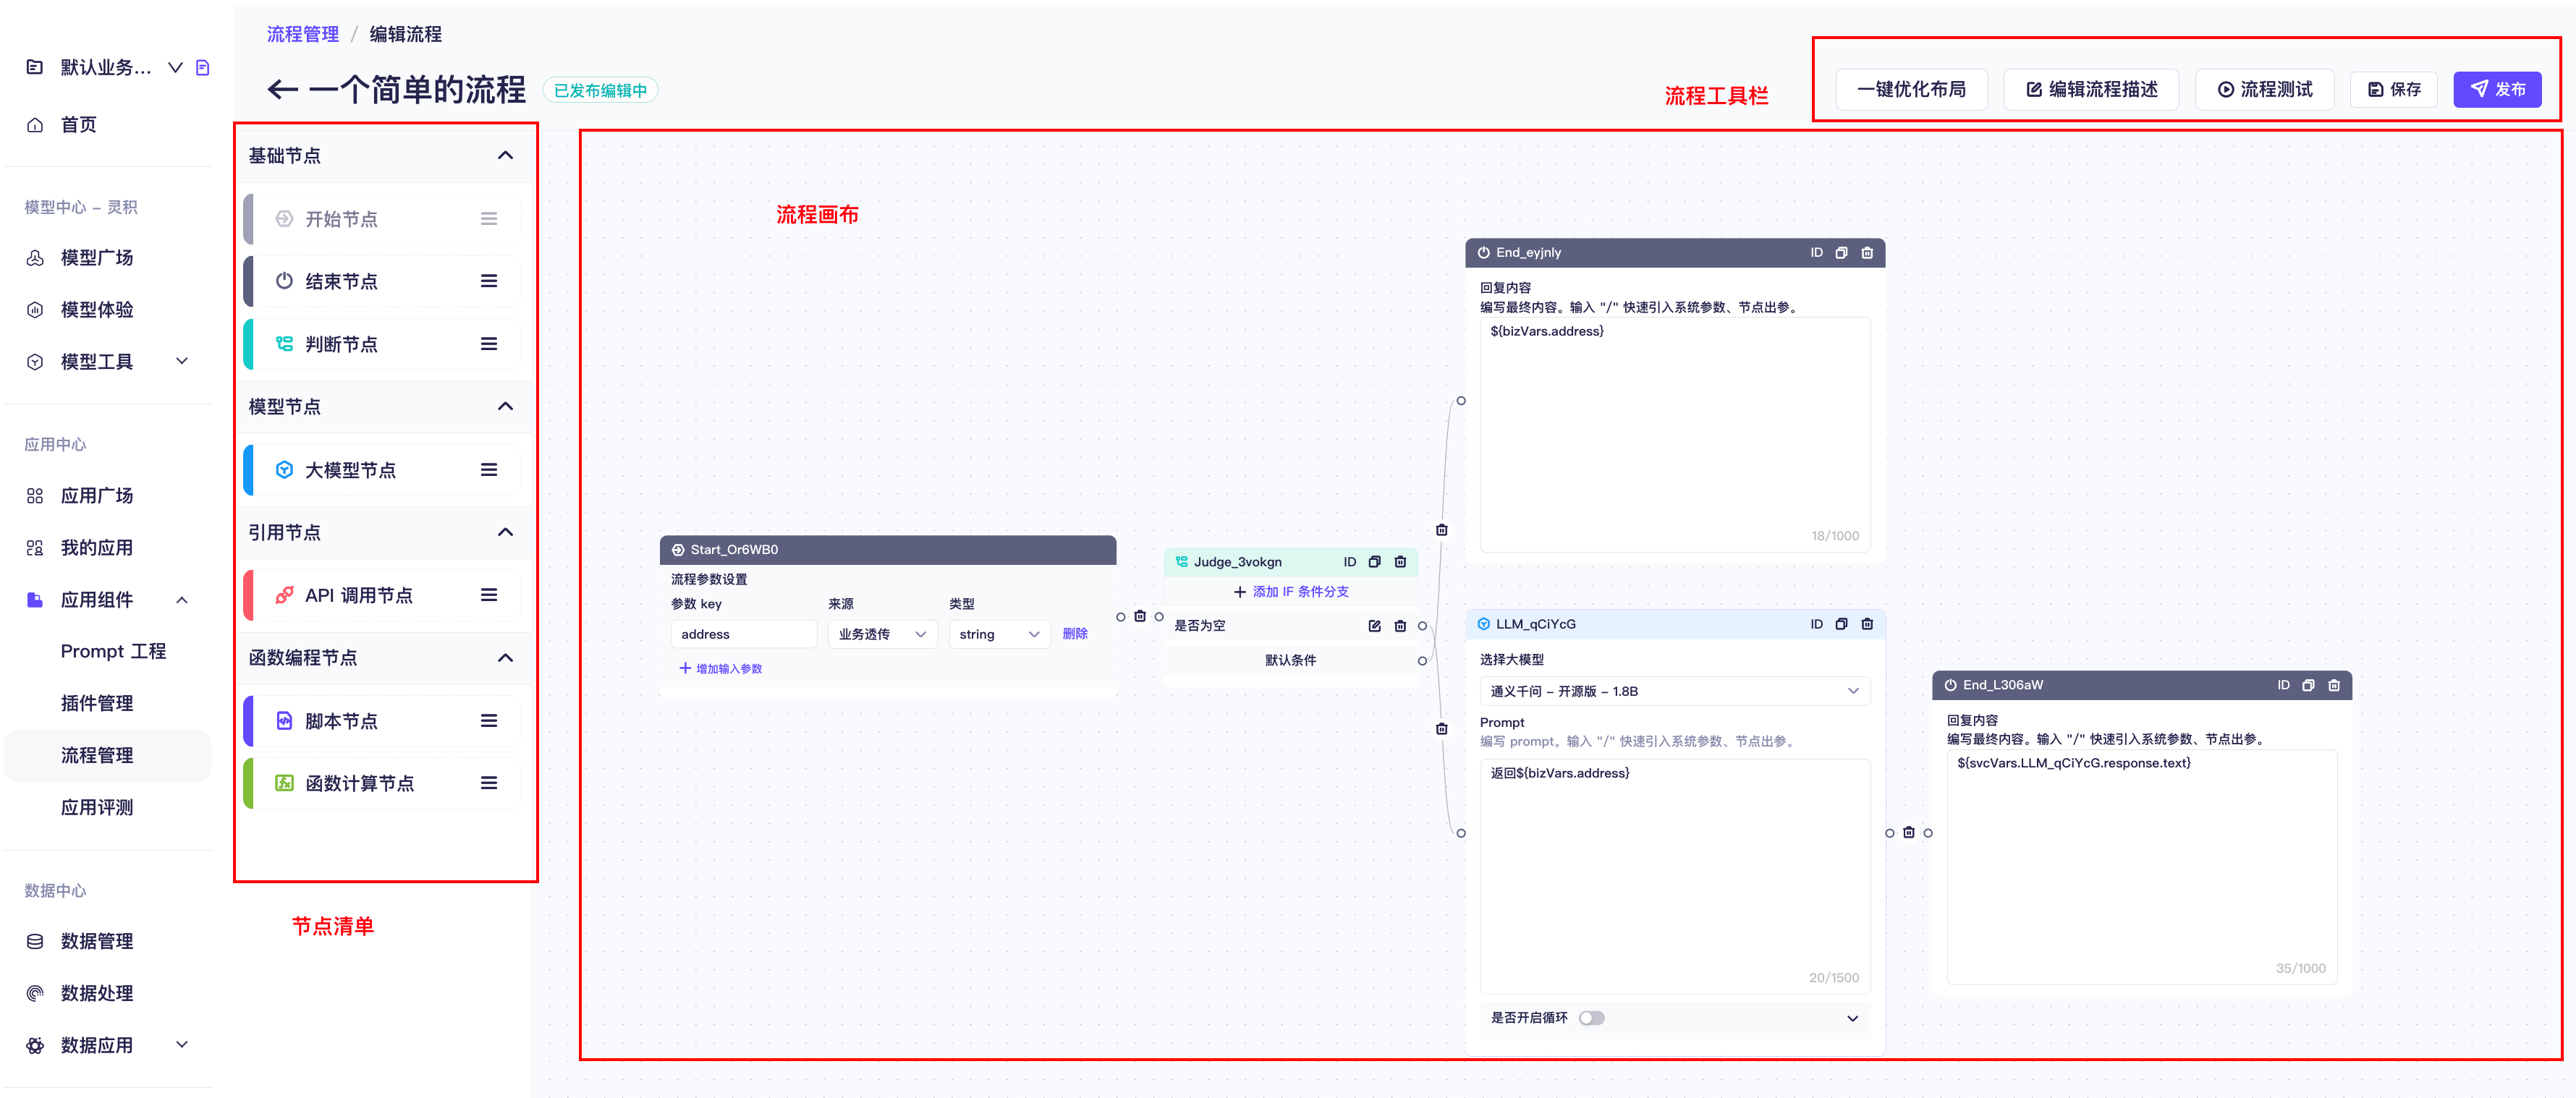 默认业务...
首页
模型中心 – 灵积
模型广场
模型体验
模型工具
应用中心
应用广场
我的应用
应用组件
Prompt 工程
插件管理
流程管理
应用评测
数据中心
数据管理
数据处理
数据应用
流程管理 / 编辑流程
一个简单的流程 已发布编辑中
流程工具栏
一键优化布局 编辑流程描述 流程测试 保存 发布
基础节点
开始节点
结束节点
判断节点
模型节点
大模型节点
引用节点
API 调用节点
函数编程节点
脚本节点
函数计算节点
节点清单
流程画布
Start_Or6WB0
流程参数设置
参数 key 来源 类型
address 业务透传 string 删除
增加输入参数
Judge_3vokgn ID
添加 IF 条件分支
是否为空
默认条件
End_eyjnly ID
回复内容
编写最终内容。输入 "/" 快速引入系统参数、节点出参。
${bizVars.address}
18/1000
LLM_qCiYcG ID
选择大模型
通义千问 – 开源版 – 1.8B
Prompt
编写 prompt。输入 "/" 快速引入系统参数、节点出参。
返回${bizVars.address}
20/1500
是否开启循环
End_L306aW ID
回复内容
编写最终内容。输入 "/" 快速引入系统参数、节点出参。
${svcVars.LLM_qCiYcG.response.text}
35/1000